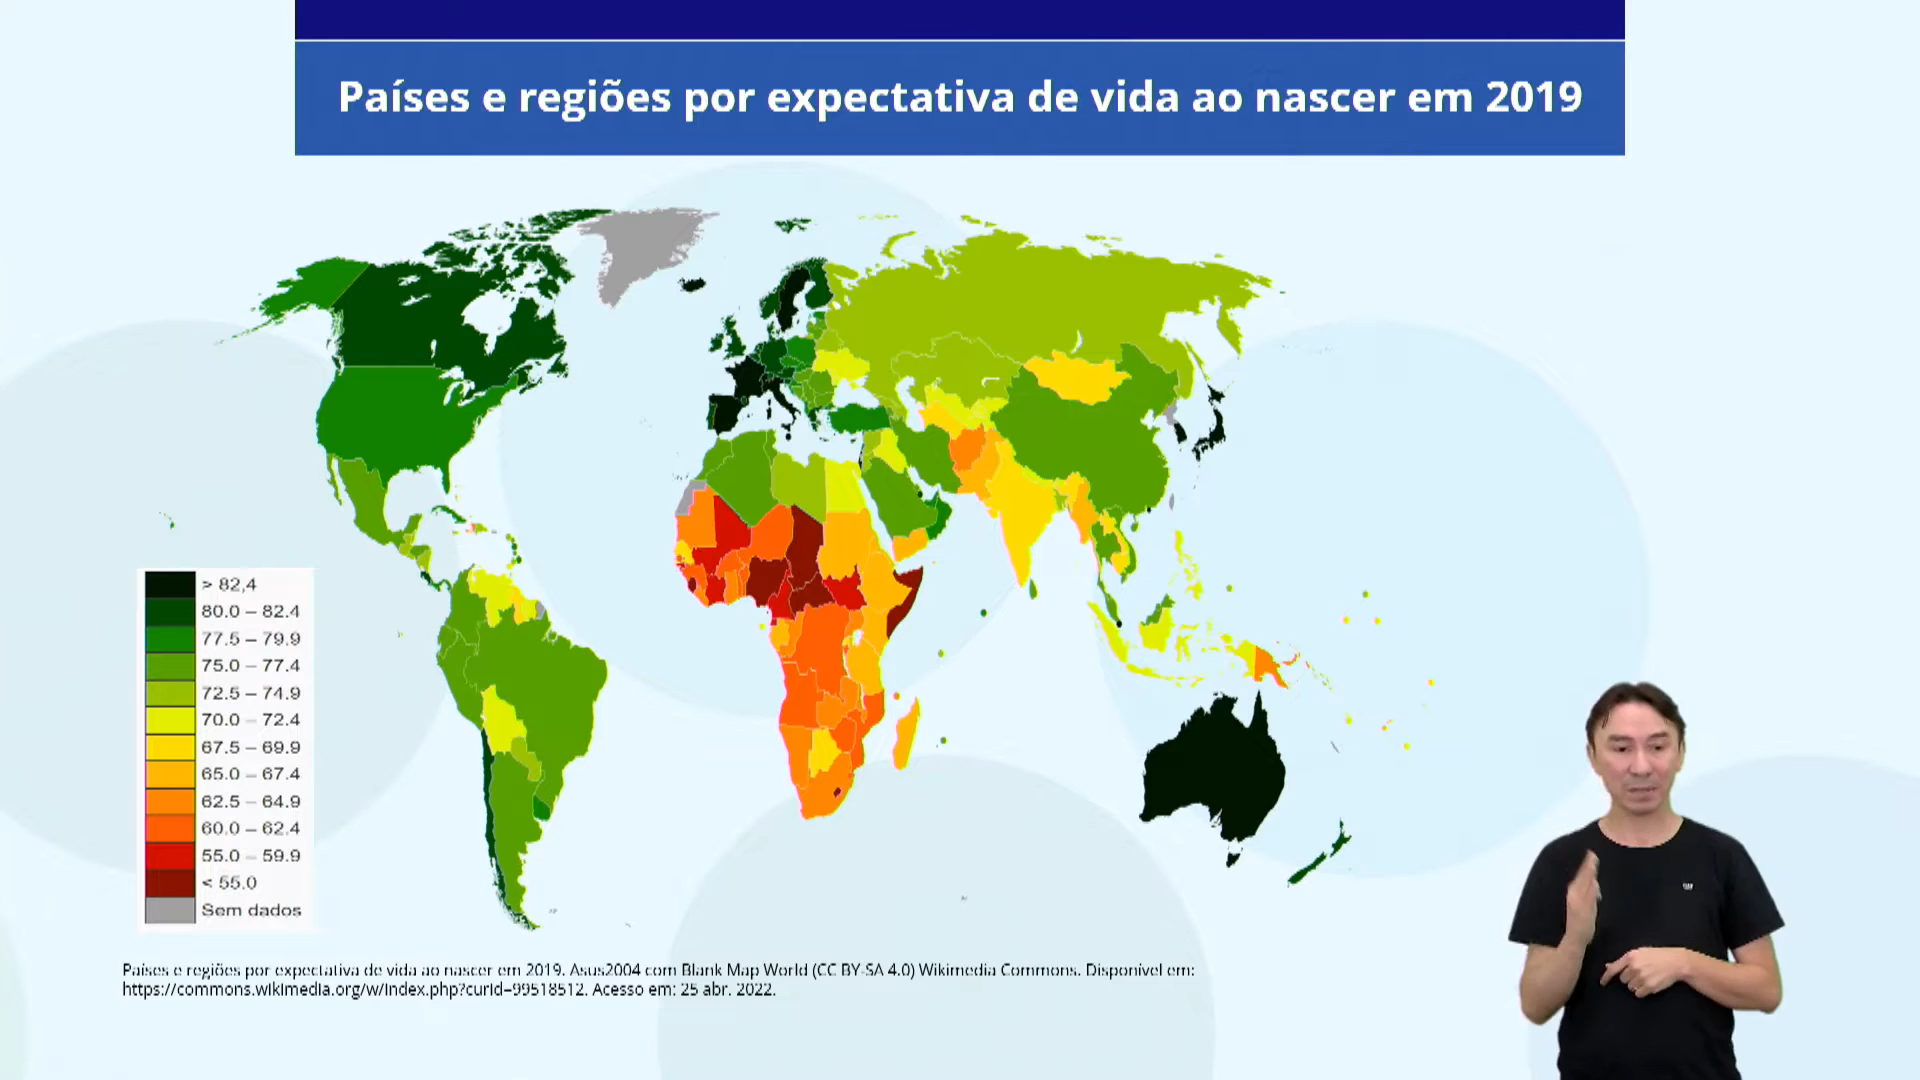 Países e regiões por expectativa de vida ao nascer em 2019
> 82,4
80.0 – 82.4
77.5 – 79.9
75.0 – 77.4
72.5 – 74.9
70.0 – 72.4
67.5 – 69.9
65.0 – 67.4
62.5 – 64.9
60.0 – 62.4
55.0 – 59.9
< 55.0
Sem dados
Países e regiões por expectativa de vida ao nascer em 2019. Asus2004 com Blank Map World (CC BY-SA 4.0) Wikimedia Commons. Disponível em:
https://commons.wikimedia.org/w/index.php?curid=99518512. Acesso em: 25 abr. 2022.